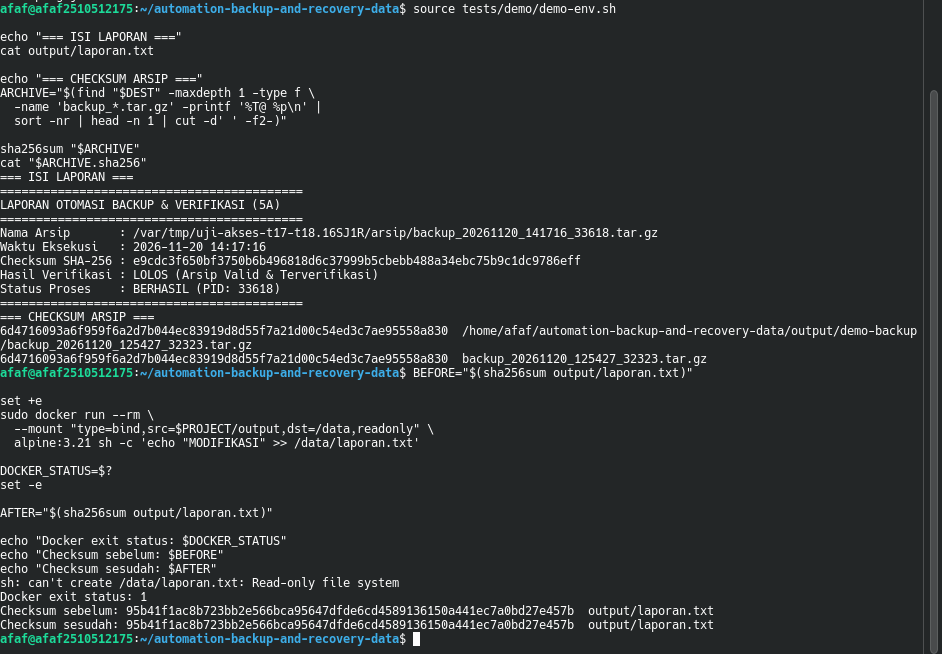 afaf@afaf2510512175:~/automation-backup-and-recovery-data$ source tests/demo/demo-env.sh

echo "=== ISI LAPORAN ==="
cat output/laporan.txt

echo "=== CHECKSUM ARSIP ==="
ARCHIVE="$(find "$DEST" -maxdepth 1 -type f \
  -name 'backup_*.tar.gz' -printf '%T@ %p\n' |
  sort -nr | head -n 1 | cut -d' ' -f2-)"

sha256sum "$ARCHIVE"
cat "$ARCHIVE.sha256"
=== ISI LAPORAN ===
===========================================
LAPORAN OTOMASI BACKUP & VERIFIKASI (5A)
===========================================
Nama Arsip       : /var/tmp/uji-akses-t17-t18.16SJ1R/arsip/backup_20261120_141716_33618.tar.gz
Waktu Eksekusi   : 2026-11-20 14:17:16
Checksum SHA-256 : e9cdc3f650bf3750b6b496818d6c37999b5cbebb488a34ebc75b9c1dc9786eff
Hasil Verifikasi : LOLOS (Arsip Valid & Terverifikasi)
Status Proses    : BERHASIL (PID: 33618)
===========================================
=== CHECKSUM ARSIP ===
6d4716093a6f959f6a2d7b044ec83919d8d55f7a21d00c54ed3c7ae95558a830  /home/afaf/automation-backup-and-recovery-data/output/demo-backup
/backup_20261120_125427_32323.tar.gz
6d4716093a6f959f6a2d7b044ec83919d8d55f7a21d00c54ed3c7ae95558a830  backup_20261120_125427_32323.tar.gz
afaf@afaf2510512175:~/automation-backup-and-recovery-data$ BEFORE="$(sha256sum output/laporan.txt)"

set +e
sudo docker run --rm \
  --mount "type=bind,src=$PROJECT/output,dst=/data,readonly" \
  alpine:3.21 sh -c 'echo "MODIFIKASI" >> /data/laporan.txt'

DOCKER_STATUS=$?
set -e

AFTER="$(sha256sum output/laporan.txt)"

echo "Docker exit status: $DOCKER_STATUS"
echo "Checksum sebelum: $BEFORE"
echo "Checksum sesudah: $AFTER"
sh: can't create /data/laporan.txt: Read-only file system
Docker exit status: 1
Checksum sebelum: 95b41f1ac8b723bb2e566bca95647dfde6cd4589136150a441ec7a0bd27e457b  output/laporan.txt
Checksum sesudah: 95b41f1ac8b723bb2e566bca95647dfde6cd4589136150a441ec7a0bd27e457b  output/laporan.txt
afaf@afaf2510512175:~/automation-backup-and-recovery-data$